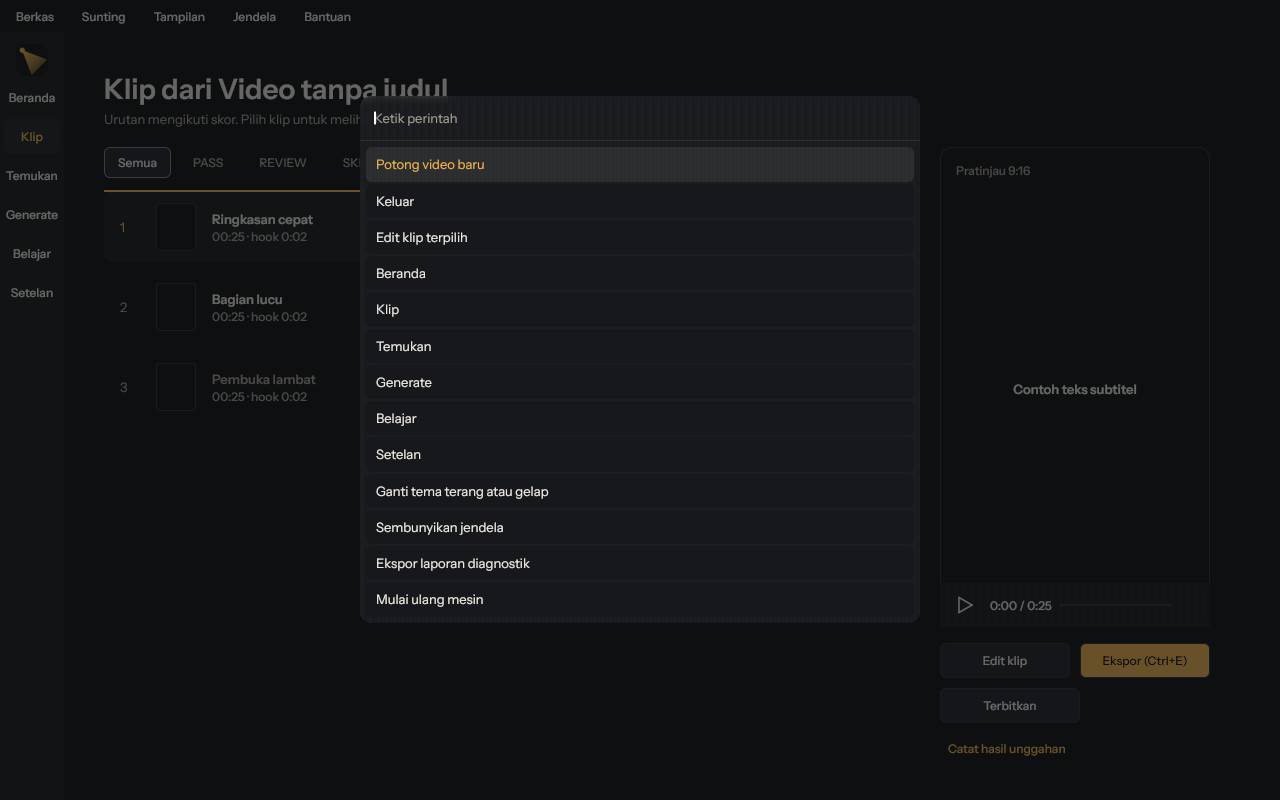 Berkas Sunting Tampilan Jendela Bantuan
Beranda
Klip
Temukan
Generate
Belajar
Setelan
Klip dari Video tanpa judul
Urutan mengikuti skor. Pilih klip untuk
Semua PASS REVIEW
1
Ringkasan cepat
00:25 · hook 0:02
2
Bagian lucu
00:25 · hook 0:02
3
Pembuka lambat
00:25 · hook 0:02
Ketik perintah
Potong video baru
Keluar
Edit klip terpilih
Beranda
Klip
Temukan
Generate
Belajar
Setelan
Ganti tema terang atau gelap
Sembunyikan jendela
Ekspor laporan diagnostik
Mulai ulang mesin
Pratinjau 9:16
Contoh teks subtitel
0:00 / 0:25
Edit klip Ekspor (Ctrl+E)
Terbitkan
Catat hasil unggahan